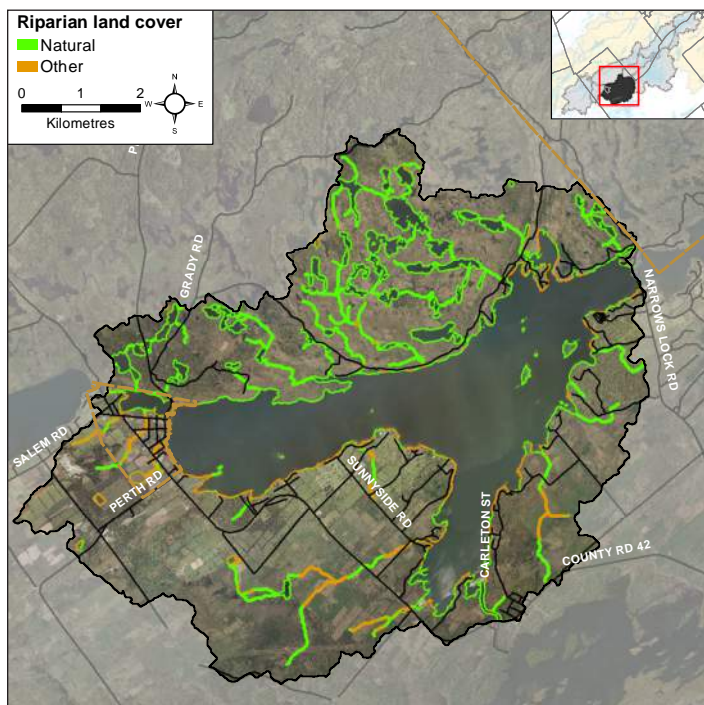 Riparian land cover
Natural
Other
0 1 2
Kilometres
N
W E
S
P
GRADY RD
NARROWS LOCK RD
SALEM RD
PERTH RD
SUNNYSIDE RD
CARLETON ST
COUNTY RD 42